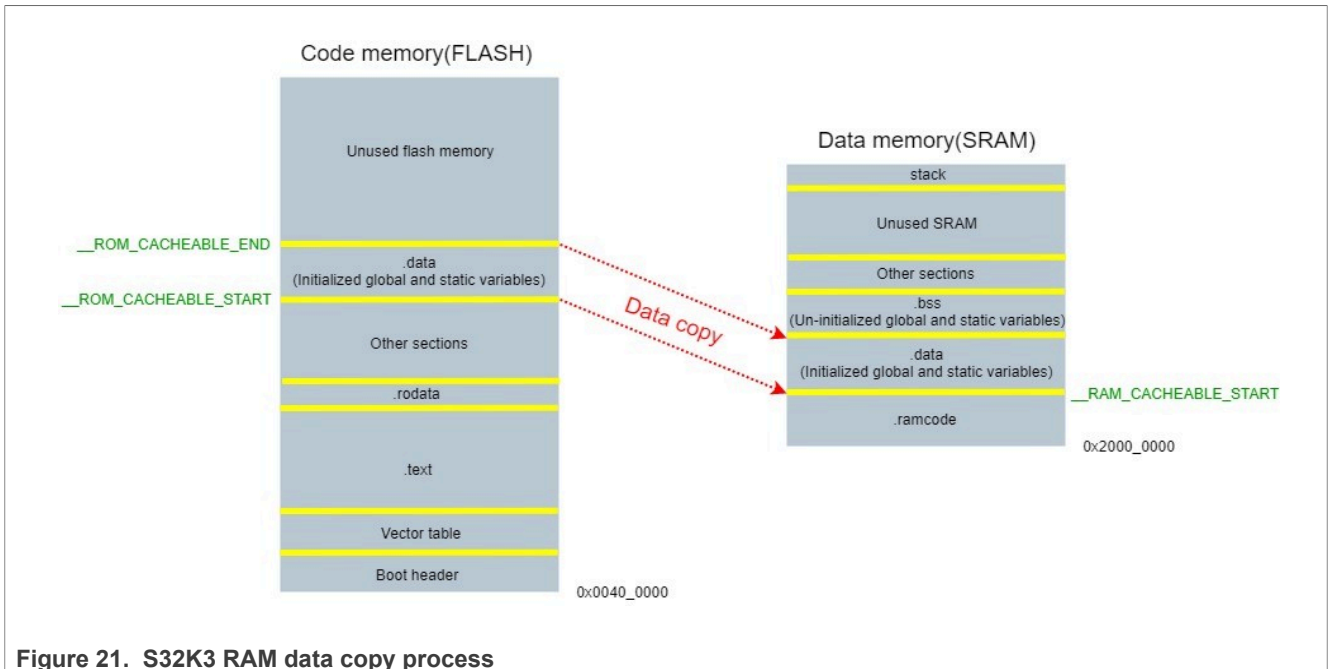 Code memory(FLASH)
Unused flash memory
__ROM_CACHEABLE_END
.data
(Initialized global and static variables)
__ROM_CACHEABLE_START
Other sections
.rodata
.text
Vector table
Boot header
0x0040_0000
Data copy
Data memory(SRAM)
stack
Unused SRAM
Other sections
.bss
(Un-initialized global and static variables)
.data
(Initialized global and static variables)
__RAM_CACHEABLE_START
.ramcode
0x2000_0000
Figure 21. S32K3 RAM data copy process